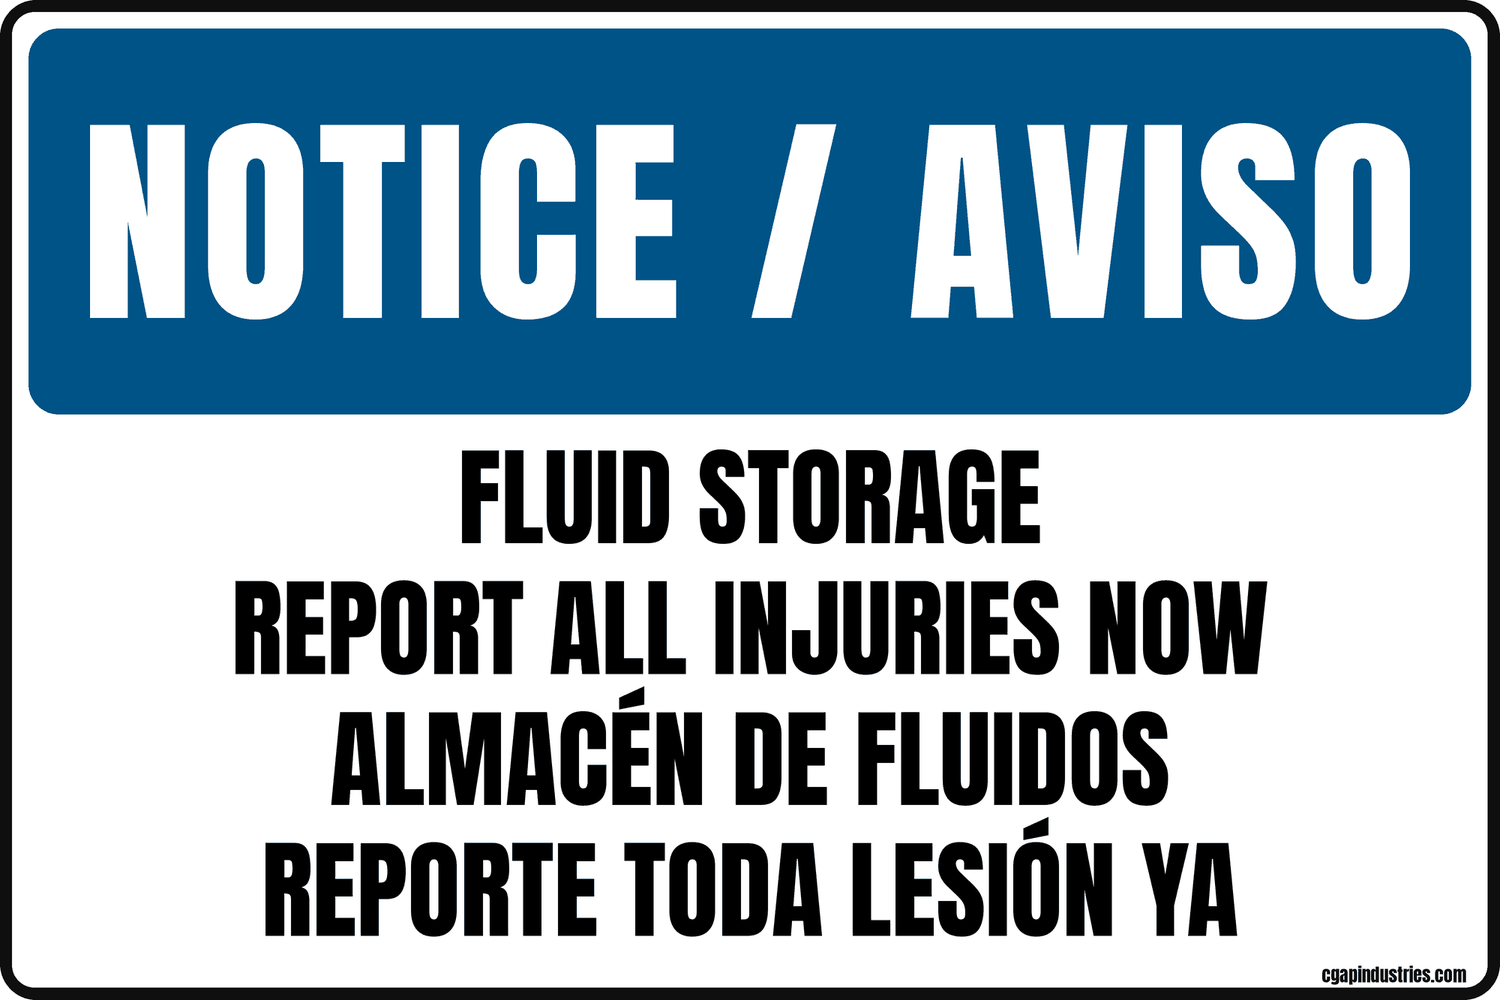 NOTICE / AVISO
FLUID STORAGE
REPORT ALL INJURIES NOW
ALMACÉN DE FLUIDOS
REPORTE TODA LESIÓN YA
cgapindustries.com